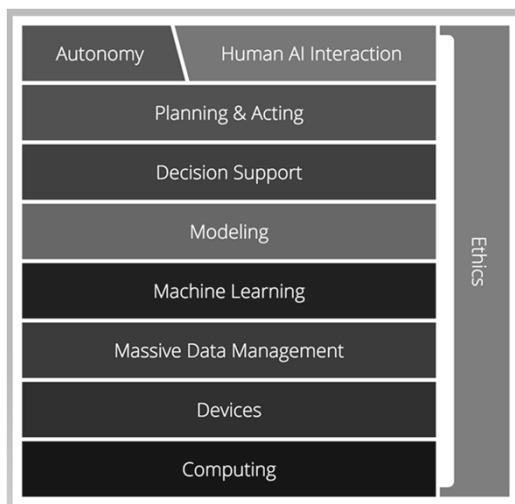 Autonomy
Human AI Interaction
Planning & Acting
Decision Support
Modeling
Machine Learning
Massive Data Management
Devices
Computing
Ethics